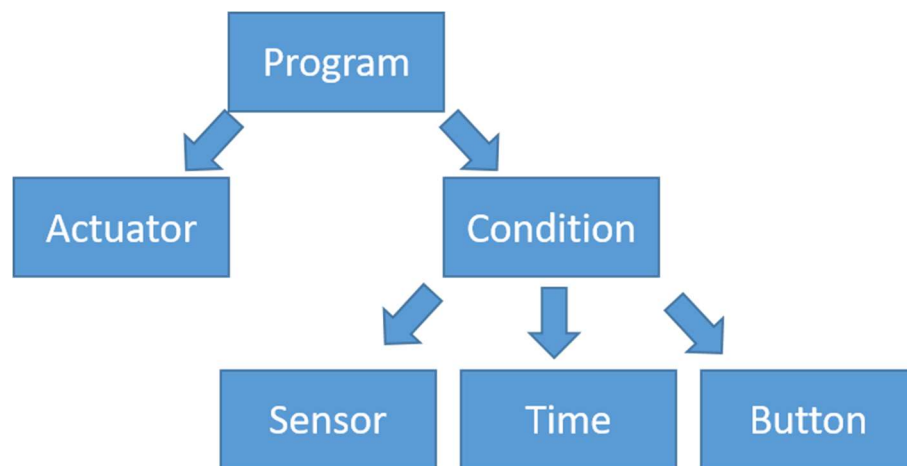 Program
Actuator
Condition
Sensor
Time
Button